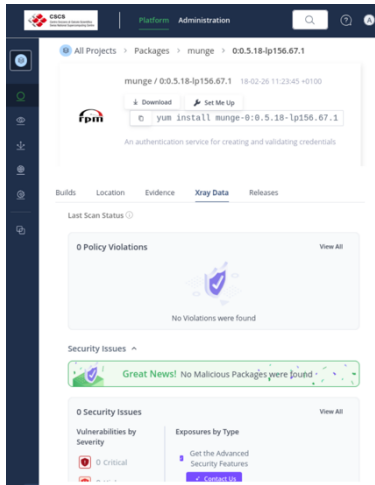 CSCS
Platform
Administration
All Projects > Packages > munge > 0:0.5.18-lp156.67.1
munge / 0:0.5.18-lp156.67.1 18-02-26 11:23:45 +0100
Download
Set Me Up
rpm
yum install munge-0:0.5.18-lp156.67.1
An authentication service for creating and validating credentials
Builds
Location
Evidence
Xray Data
Releases
Last Scan Status
0 Policy Violations
View All
No Violations were found
Security Issues
Great News! No Malicious Packages were found
0 Security Issues
View All
Vulnerabilities by
Severity
Exposures by Type
0 Critical
Get the Advanced
Security Features
Contact Us